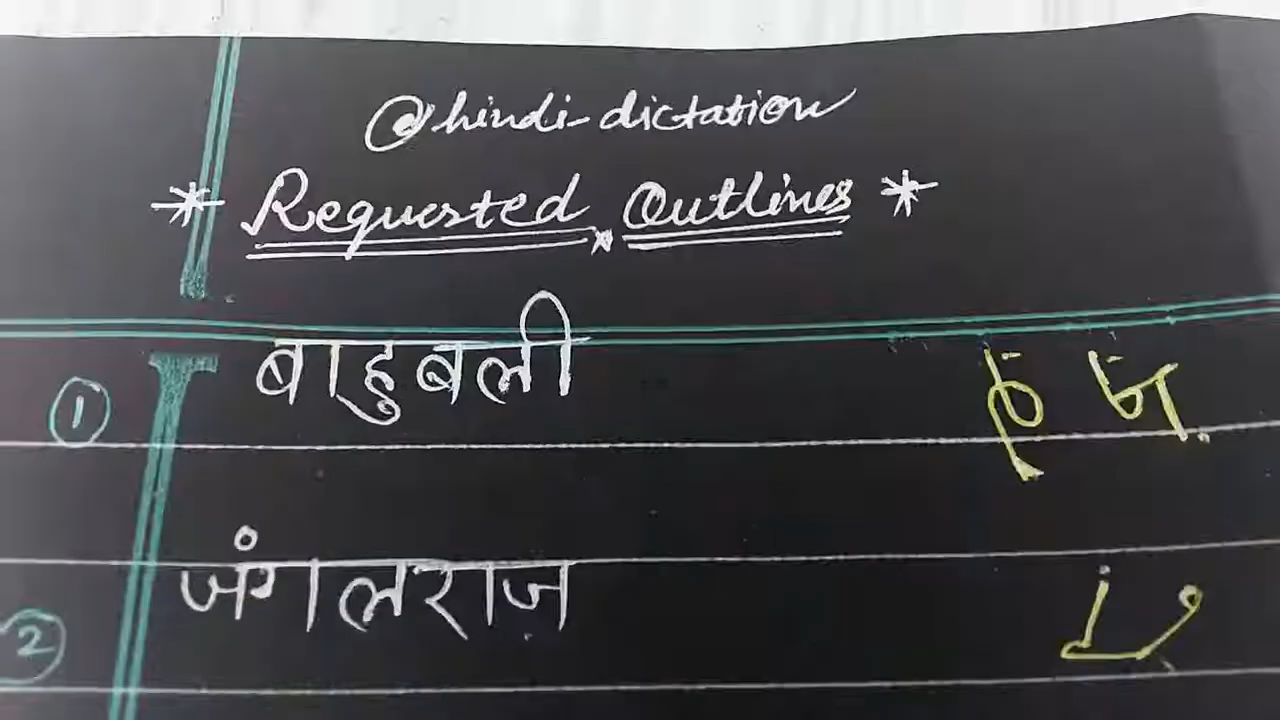 @hindi-dictation
* Requested Outlines *
1 बाहुबली
2 जंगलराज